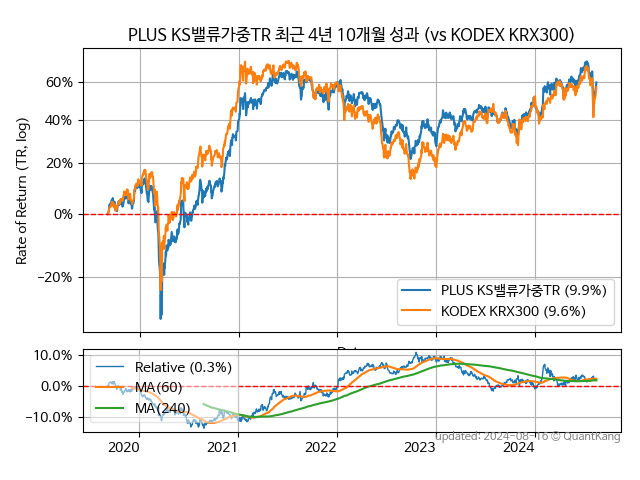 PLUS KS밸류가중TR 최근 4년 10개월 성과 (vs KODEX KRX300)
Rate of Return (TR, log)
60%
40%
20%
0%
−20%
PLUS KS밸류가중TR (9.9%)
KODEX KRX300 (9.6%)
10.0%
0.0%
−10.0%
Relative (0.3%)
MA(60)
MA(240)
2020
2021
2022
2023
2024
updated: 2024-08-16 © QuantKang